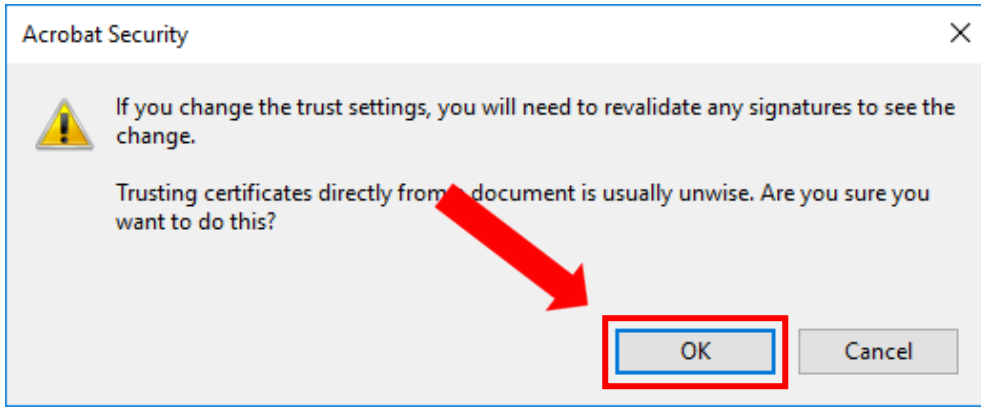 Acrobat Security
If you change the trust settings, you will need to revalidate any signatures to see the
change.
Trusting certificates directly from document is usually unwise. Are you sure you
want to do this?
OK
Cancel